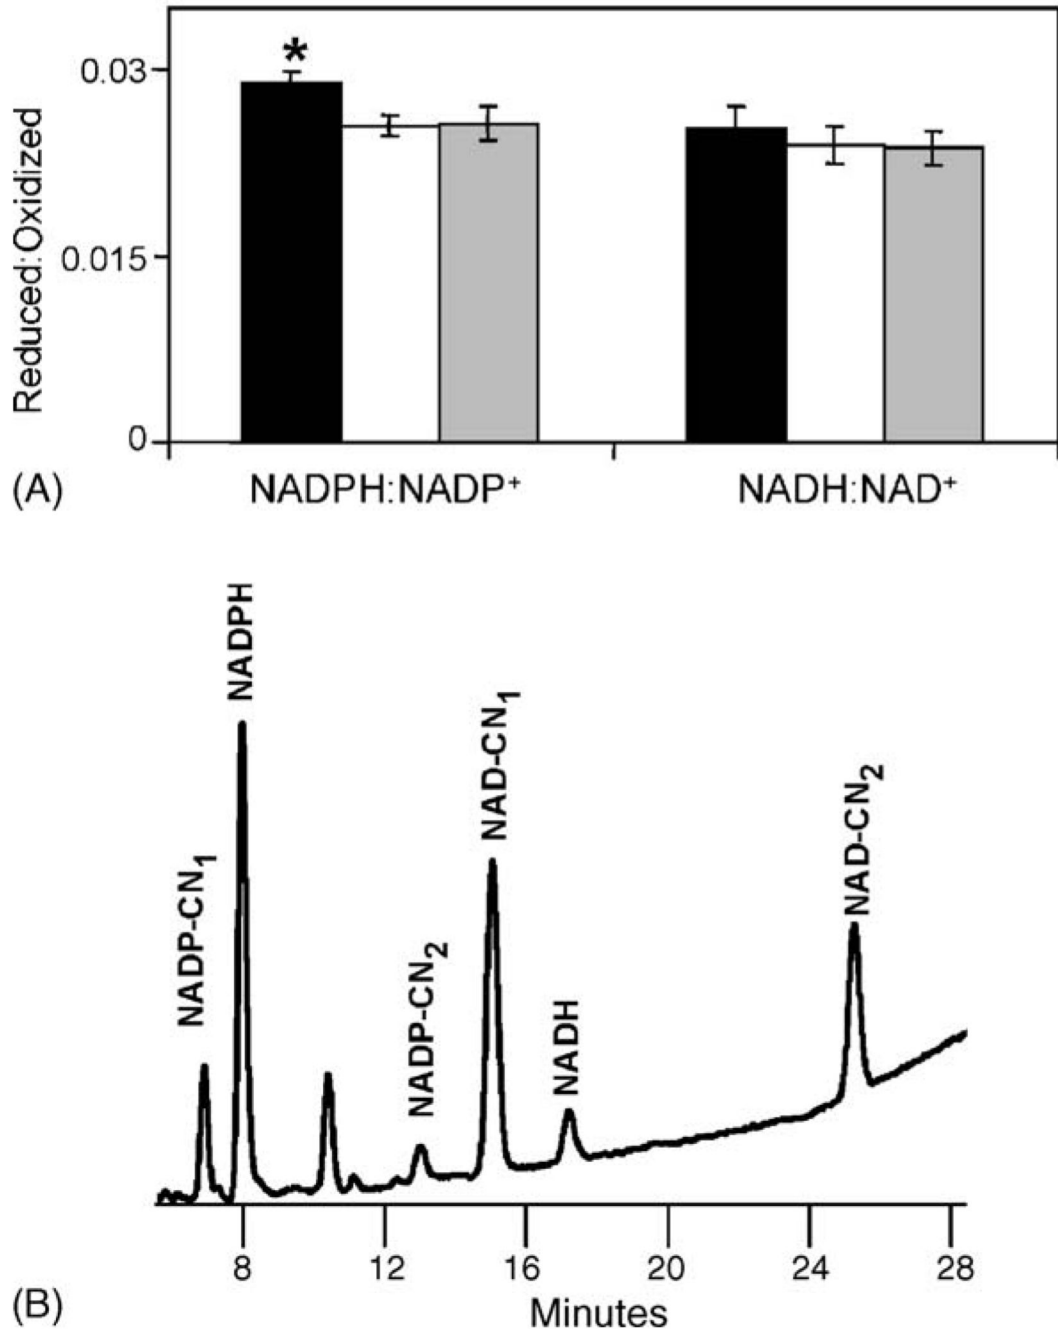 *
0.03
0.015
0
Reduced:Oxidized
NADPH:NADP⁺ NADH:NAD⁺
(A)
NADP-CN₁
NADPH
NADP-CN₂
NAD-CN₁
NADH
NAD-CN₂
8 12 16 20 24 28
Minutes
(B)